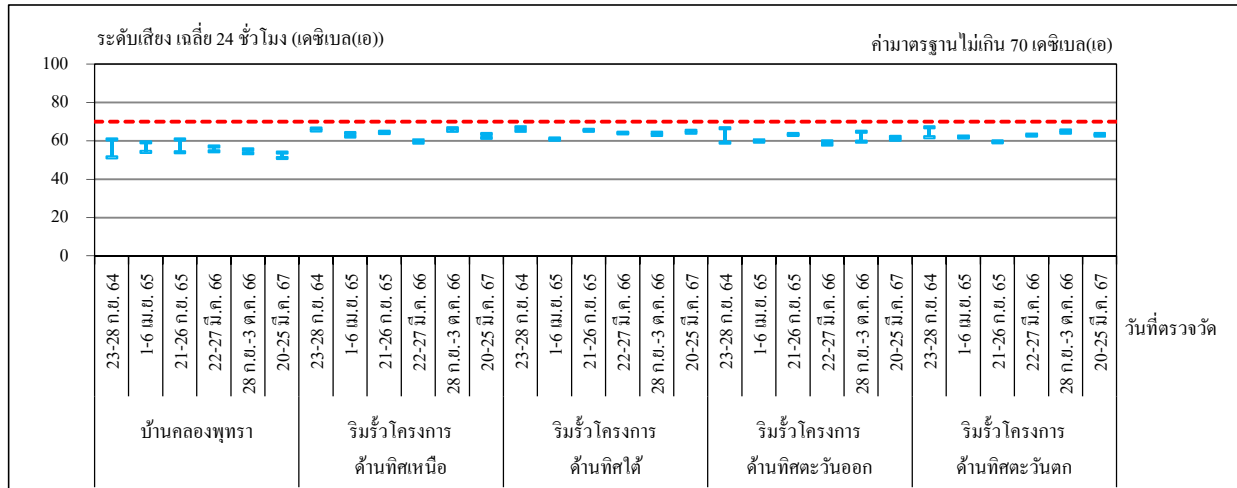 ระดับเสียง เฉลี่ย 24 ชั่วโมง (เดซิเบล(เอ))
ค่ามาตรฐานไม่เกิน 70 เดซิเบล(เอ)
100
80
60
40
20
0
23-28 ก.ย. 64
1-6 เม.ย. 65
21-26 ก.ย. 65
22-27 มี.ค. 66
28 ก.ย.-3 ต.ค. 66
20-25 มี.ค. 67
23-28 ก.ย. 64
1-6 เม.ย. 65
21-26 ก.ย. 65
22-27 มี.ค. 66
28 ก.ย.-3 ต.ค. 66
20-25 มี.ค. 67
23-28 ก.ย. 64
1-6 เม.ย. 65
21-26 ก.ย. 65
22-27 มี.ค. 66
28 ก.ย.-3 ต.ค. 66
20-25 มี.ค. 67
23-28 ก.ย. 64
1-6 เม.ย. 65
21-26 ก.ย. 65
22-27 มี.ค. 66
28 ก.ย.-3 ต.ค. 66
20-25 มี.ค. 67
23-28 ก.ย. 64
1-6 เม.ย. 65
21-26 ก.ย. 65
22-27 มี.ค. 66
28 ก.ย.-3 ต.ค. 66
20-25 มี.ค. 67
วันที่ตรวจวัด
บ้านคลองพุทรา
ริมรั้วโครงการ
ด้านทิศเหนือ
ริมรั้วโครงการ
ด้านทิศใต้
ริมรั้วโครงการ
ด้านทิศตะวันออก
ริมรั้วโครงการ
ด้านทิศตะวันตก